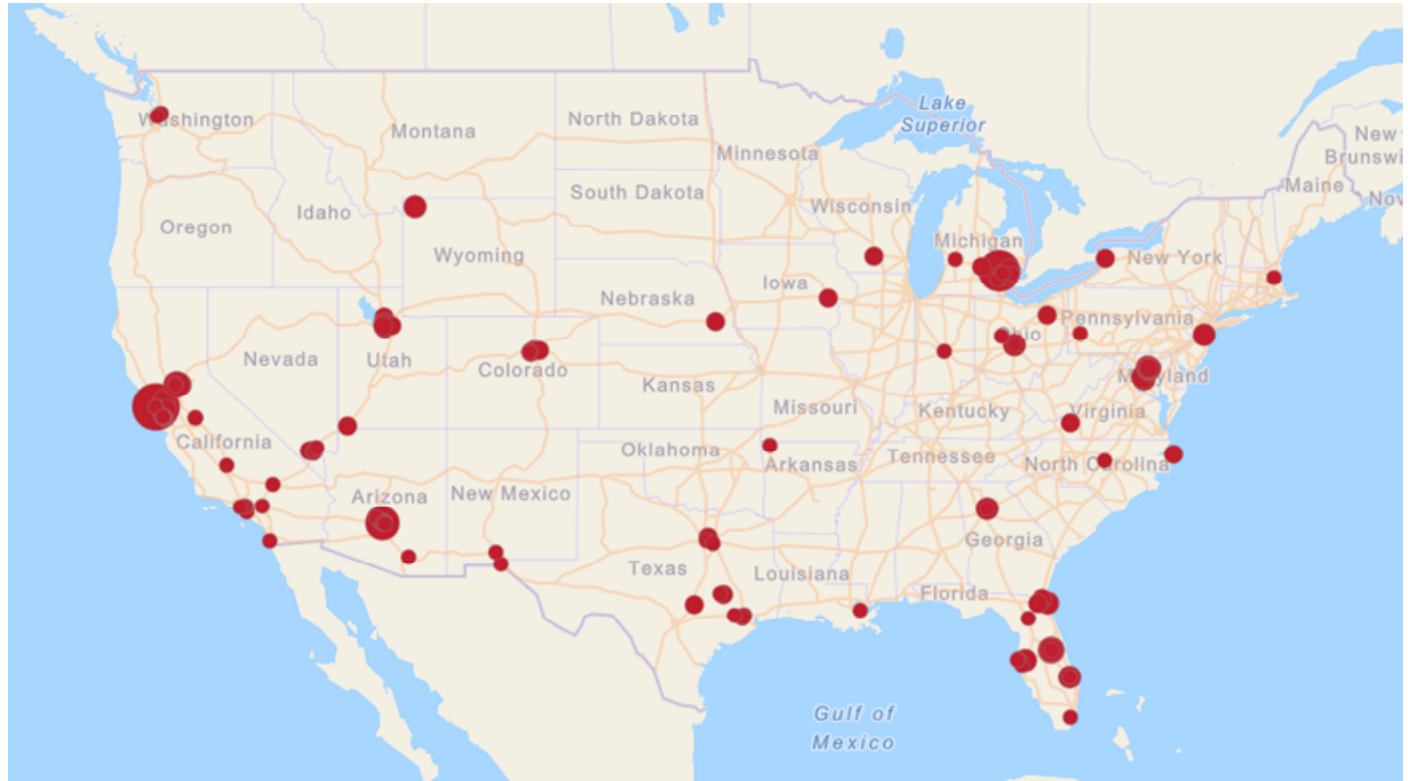 Lake
Superior
Washington
Montana
North Dakota
Minnesota
New
Brunswi
Maine
Nov
South Dakota
Wisconsin
Idaho
Oregon
Michigan
Wyoming
New York
Iowa
Nebraska
Pennsylvania
Ohio
Nevada
Utah
Colorado
Kansas
Maryland
Missouri
Kentucky
Virginia
California
Oklahoma
Arkansas
Tennessee
North Carolina
Arizona
New Mexico
Georgia
Texas
Louisiana
Florida
Gulf of
Mexico